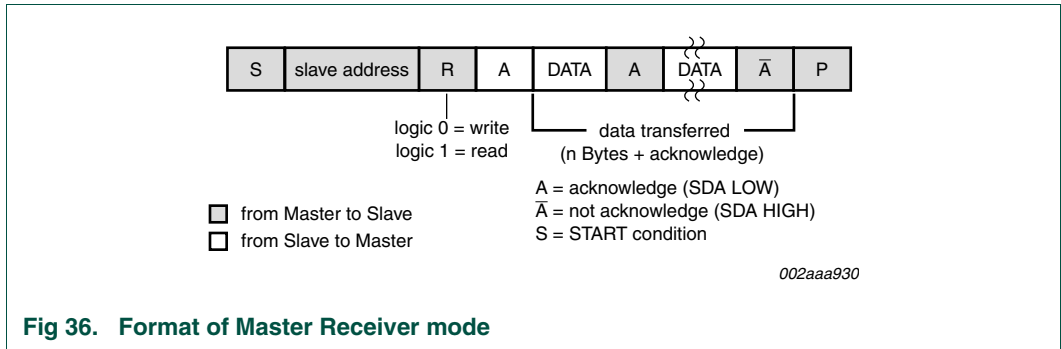 S slave address R A DATA A DATA A̅ P
logic 0 = write
logic 1 = read
data transferred
(n Bytes + acknowledge)
A = acknowledge (SDA LOW)
A̅ = not acknowledge (SDA HIGH)
S = START condition
from Master to Slave
from Slave to Master
002aaa930
Fig 36. Format of Master Receiver mode